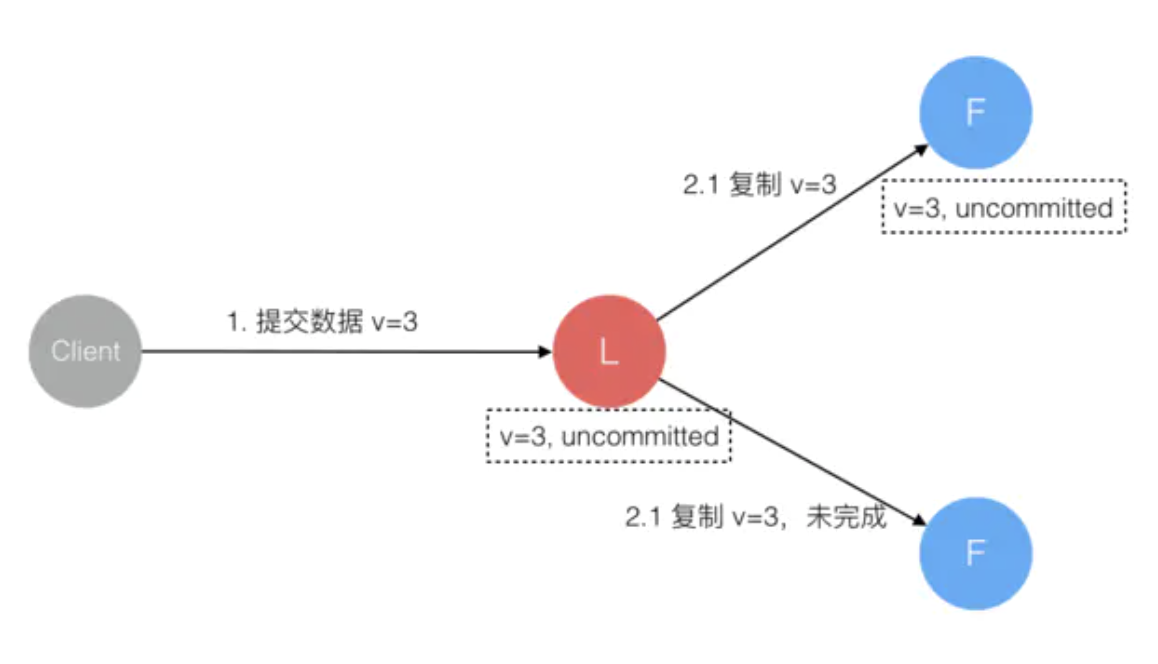 F
2.1 复制 v=3
v=3, uncommitted
1. 提交数据 v=3
Client
L
v=3, uncommitted
2.1 复制 v=3，未完成
F